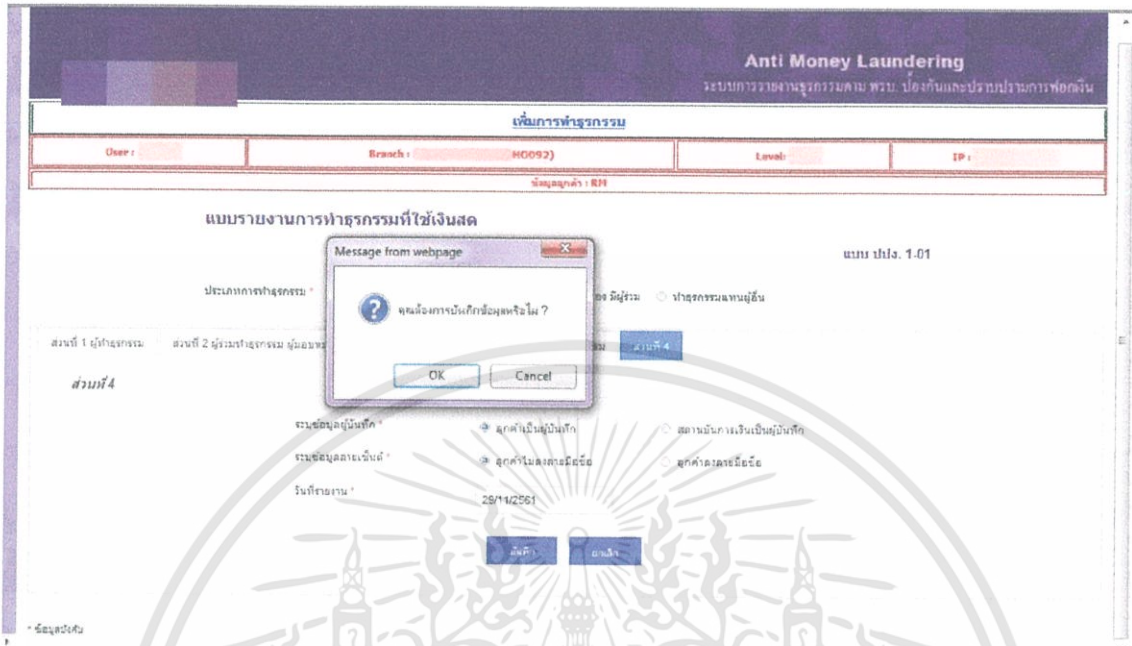 Anti Money Laundering
ระบบการรายงานธุรกรรมตาม พรบ. ป้องกันและปราบปรามการฟอกเงิน
เพิ่มการทำธุรกรรม
User : Branch : HO092) Level: IP :
ข้อมูลลูกค้า : RM
แบบรายงานการทำธุรกรรมที่ใช้เงินสด
แบบ ปปง. 1-01
Message from webpage
ประเภทการทำธุรกรรม * มีผู้ร่วม ทำธุรกรรมแทนผู้อื่น
คุณต้องการบันทึกข้อมูลหรือไม่ ?
ส่วนที่ 1 ผู้ทำธุรกรรม ส่วนที่ 2 ผู้ร่วมทำธุรกรรม ส่วนที่ 4
OK Cancel
ส่วนที่ 4
ระบุข้อมูลผู้บันทึก * ลูกค้าเป็นผู้บันทึก สถาบันการเงินเป็นผู้บันทึก
ระบุข้อมูลลายเซ็นต์ * ลูกค้าไม่ลงลายมือชื่อ ลูกค้าลงลายมือชื่อ
วันที่รายงาน * 29/11/2561
บันทึก ยกเลิก
* ข้อมูลบังคับ